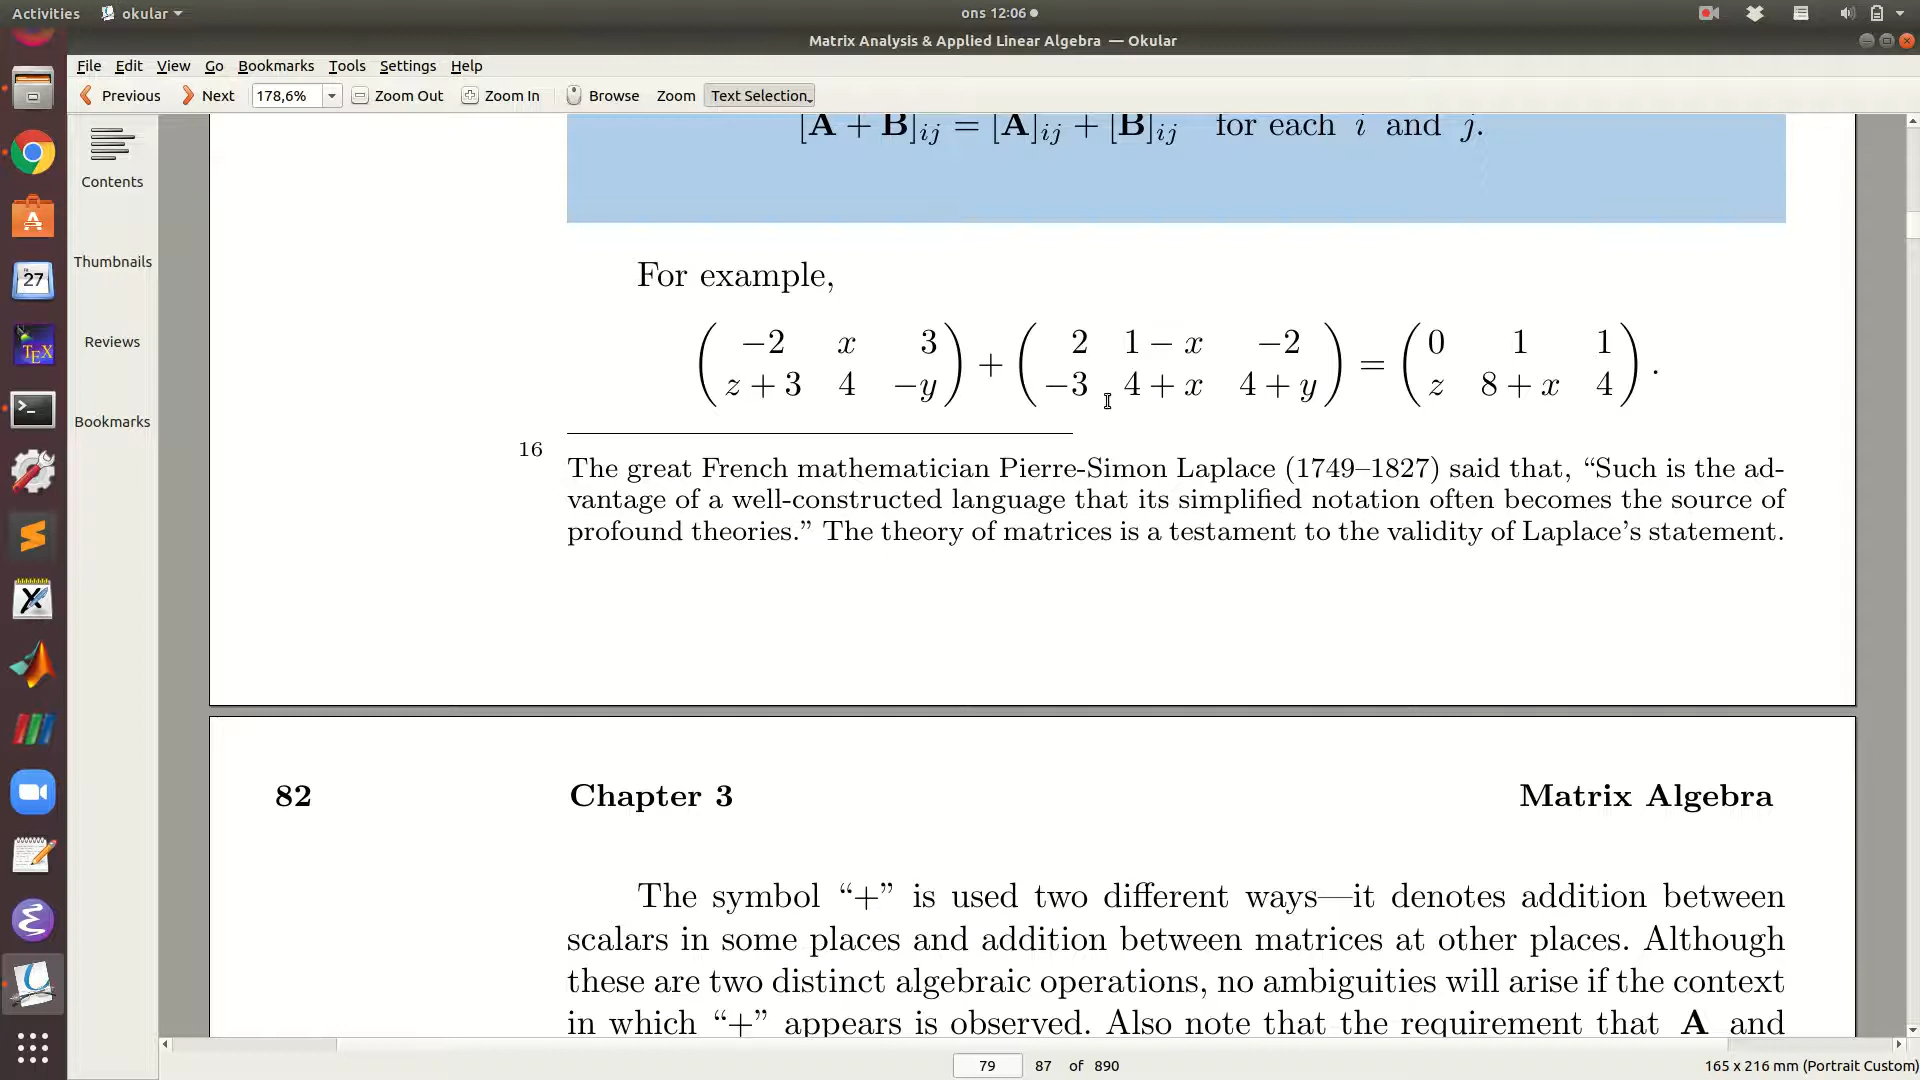 Activities okular ons 12:06
Matrix Analysis & Applied Linear Algebra — Okular
File Edit View Go Bookmarks Tools Settings Help
Previous Next 178,6% Zoom Out Zoom In Browse Zoom Text Selection
Contents
Thumbnails
Reviews
Bookmarks
27
TEX
[A + B]ij = [A]ij + [B]ij for each i and j.
For example,
( −2 x 3 ) + ( 2 1 − x −2 ) = ( 0 1 1 )
( z + 3 4 −y ) ( −3 4 + x 4 + y ) ( z 8 + x 4 ) .
16
The great French mathematician Pierre-Simon Laplace (1749–1827) said that, “Such is the ad-
vantage of a well-constructed language that its simplified notation often becomes the source of
profound theories.” The theory of matrices is a testament to the validity of Laplace’s statement.
82 Chapter 3 Matrix Algebra
The symbol “+” is used two different ways—it denotes addition between
scalars in some places and addition between matrices at other places. Although
these are two distinct algebraic operations, no ambiguities will arise if the context
in which “+” appears is observed. Also note that the requirement that A and
79 87 of 890
165 x 216 mm (Portrait Custom)